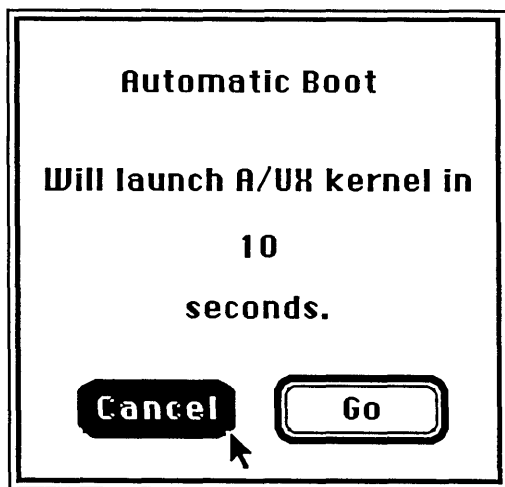 Automatic Boot
Will launch A/UX kernel in
10
seconds.
Cancel
Go